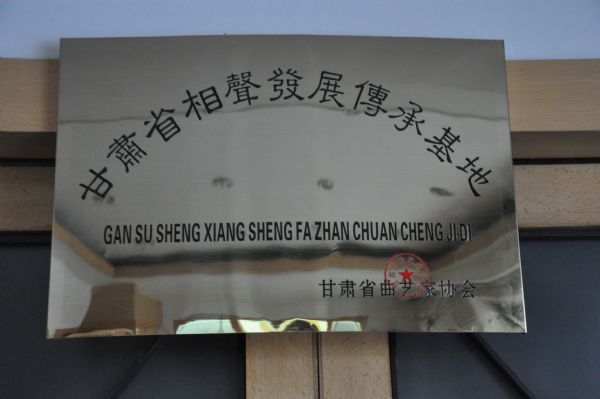 甘肅省相聲發展傳承基地
GAN SU SHENG XIANG SHENG FA ZHAN CHUAN CHENG JI DI
甘肃省曲艺家协会